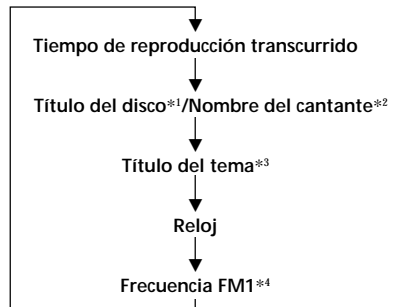 Tiempo de reproducción transcurrido
Título del disco*1/Nombre del cantante*2
Título del tema*3
Reloj
Frecuencia FM1*4